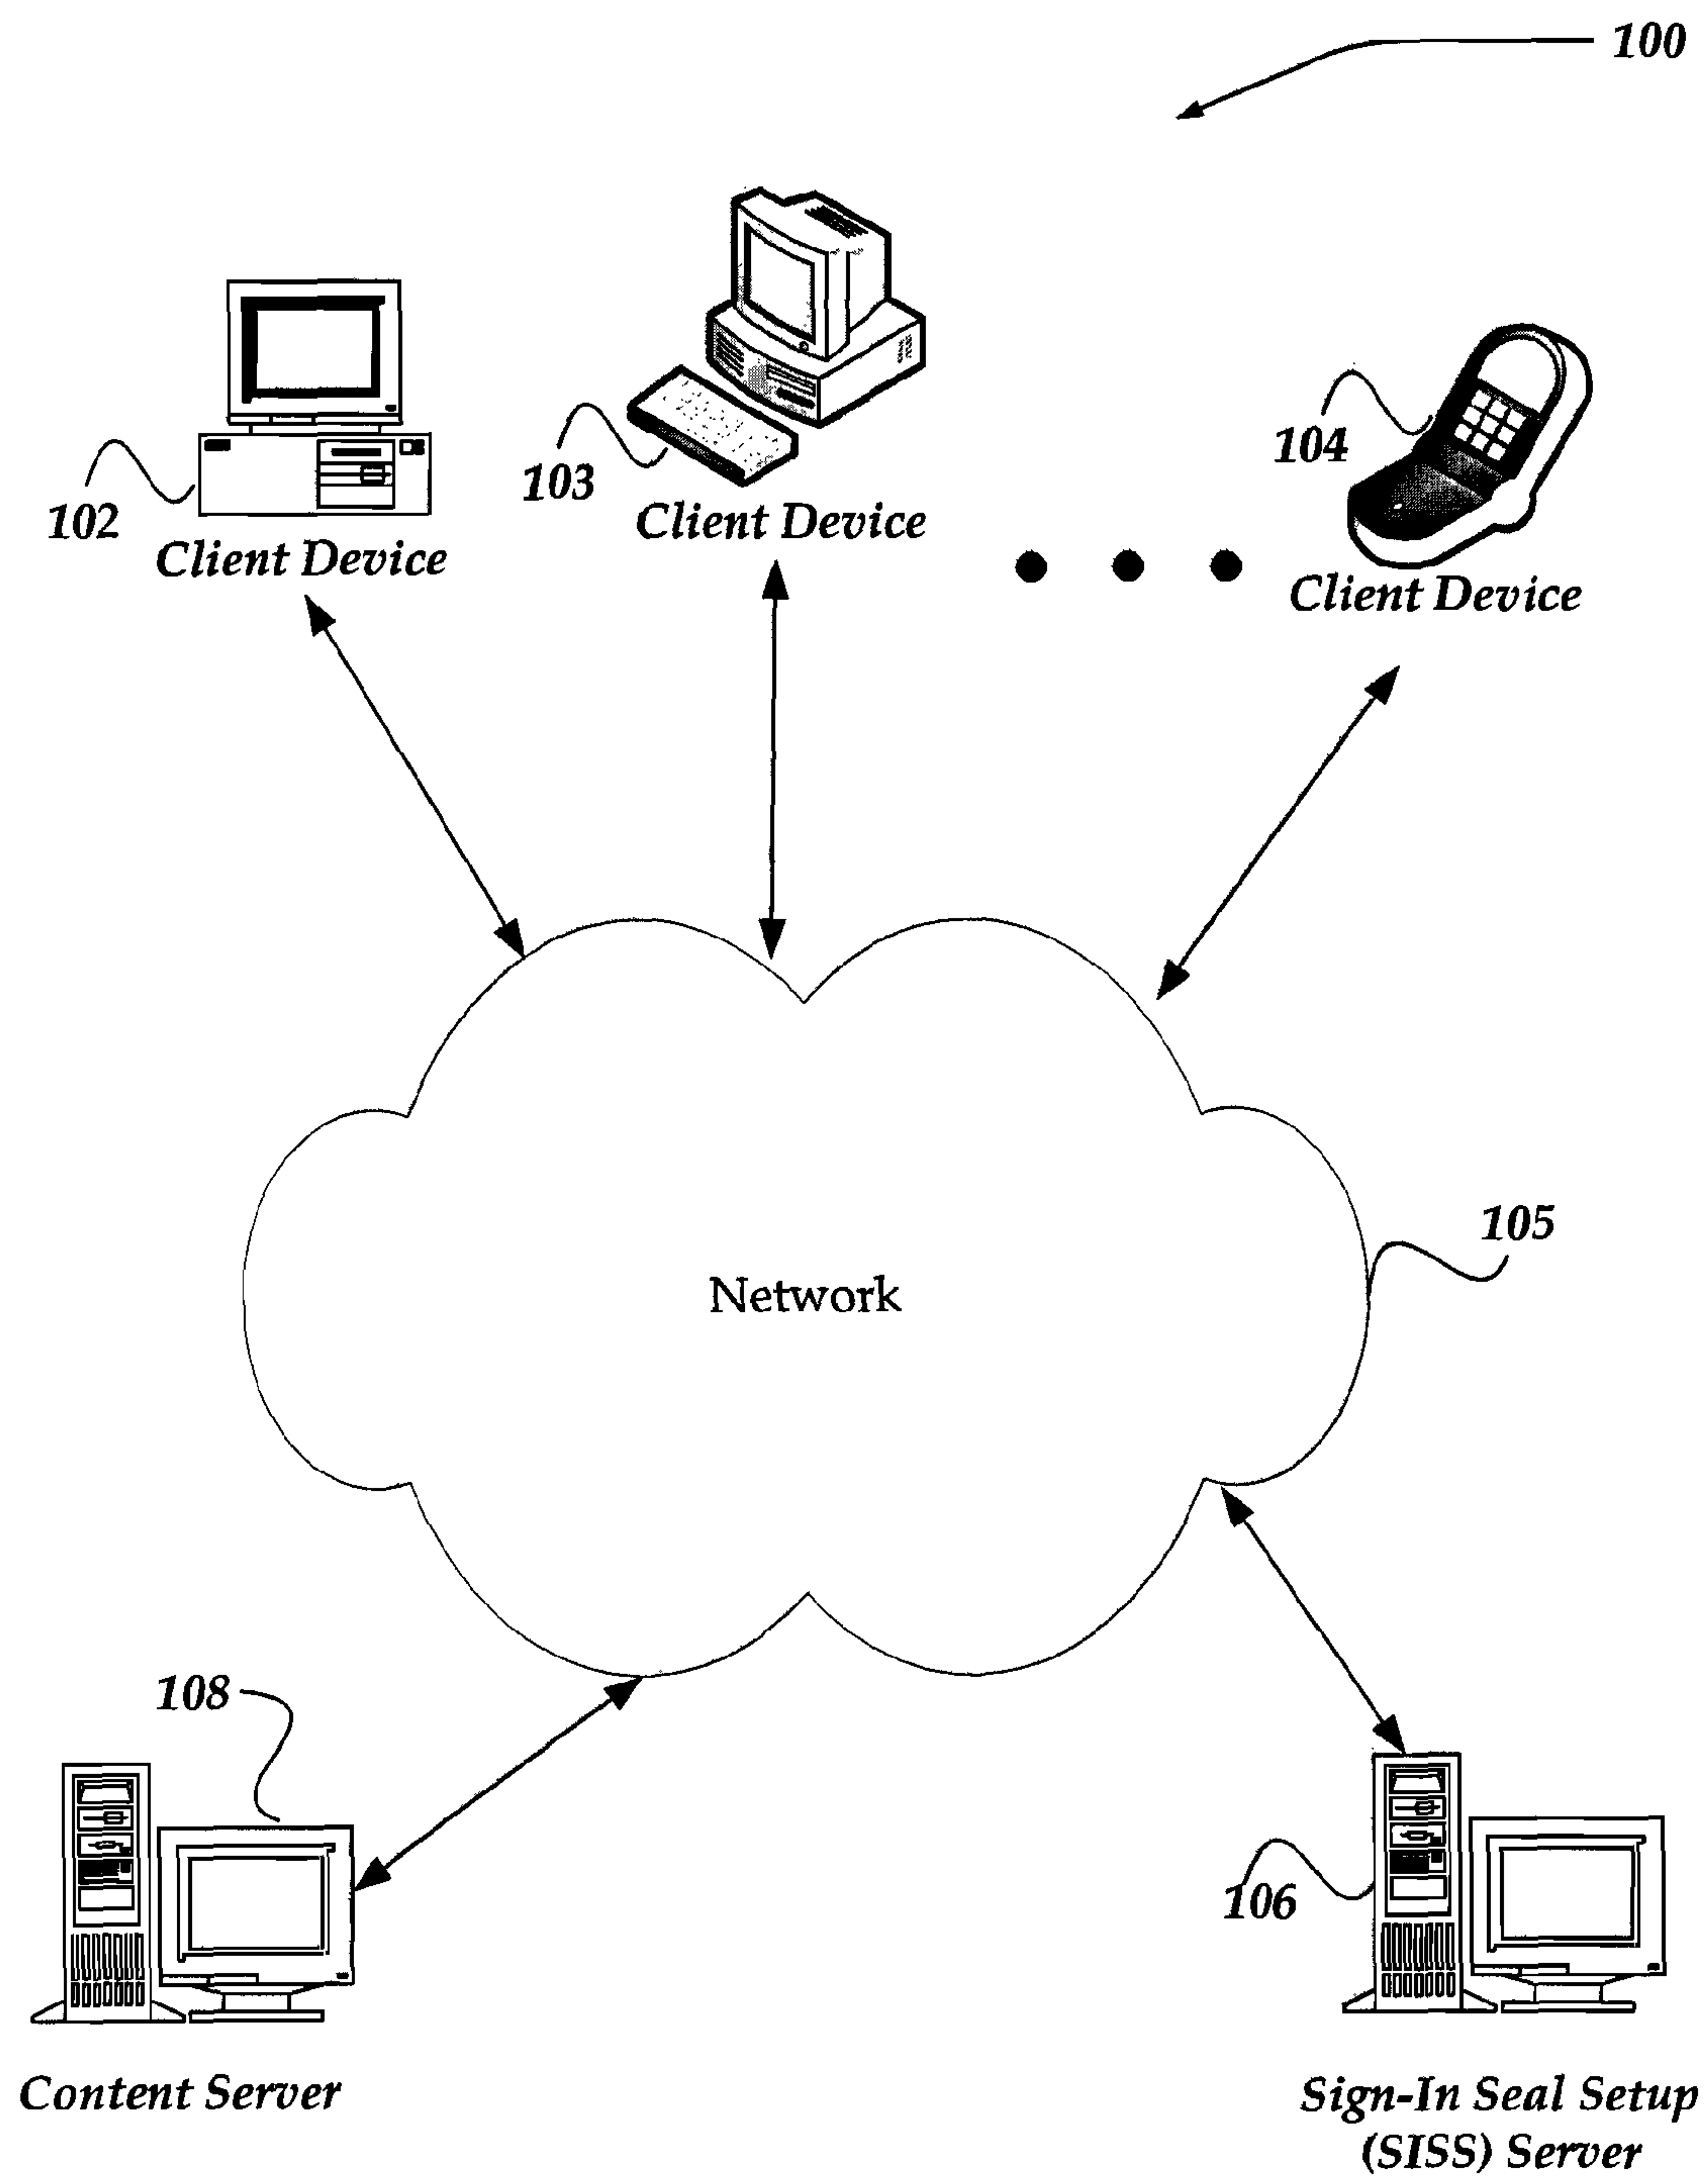 100
102
Client Device
103
Client Device
104
Client Device
105
Network
108
106
Content Server
Sign-In Seal Setup
(SISS) Server